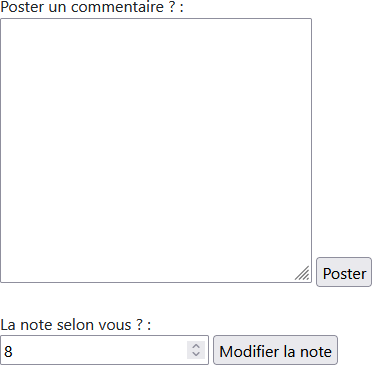 Poster un commentaire ? :
Poster
La note selon vous ? :
8 Modifier la note